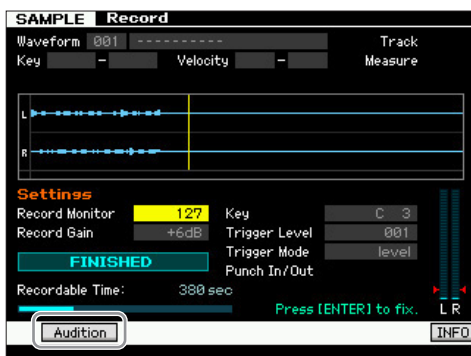 SAMPLE Record
Waveform 001 ---------- Track
Key – Velocity – Measure
L
R
Settings
Record Monitor 127 Key C 3
Record Gain +6dB Trigger Level 001
Trigger Mode level
FINISHED Punch In/Out
Recordable Time: 380 sec
Press [ENTER] to fix. L R
Audition INFO